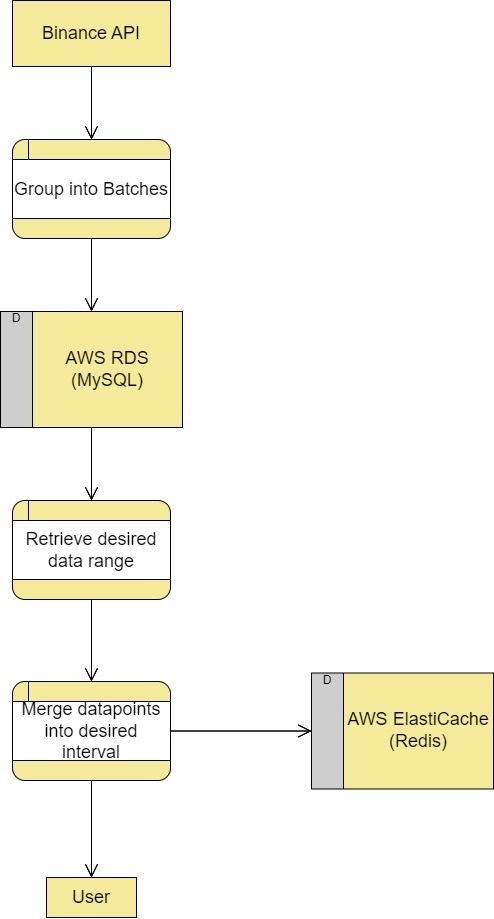 Binance API
Group into Batches
D
AWS RDS
(MySQL)
Retrieve desired
data range
Merge datapoints
into desired
interval
D
AWS ElastiCache
(Redis)
User